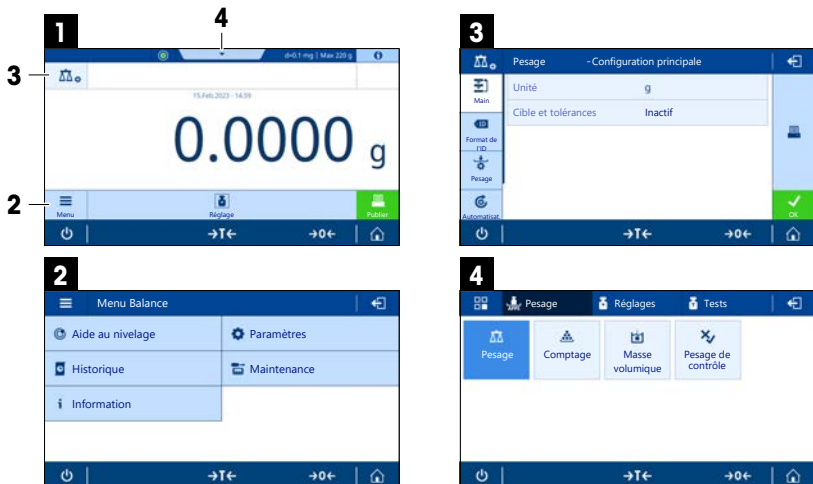 1
4
d=0.1 mg | Max 220 g
3
15.Feb.2023 - 14:59
0.0000 g
2
Menu
Réglage
Publier
→T←
→0←
3
Pesage - Configuration principale
Main
Unité g
Cible et tolérances Inactif
ID
Format de l'ID
Pesage
Automatisat.
OK
→T←
→0←
2
Menu Balance
Aide au nivelage
Paramètres
Historique
Maintenance
Information
→T←
→0←
4
Pesage
Réglages
Tests
Pesage
Comptage
Masse volumique
Pesage de contrôle
→T←
→0←